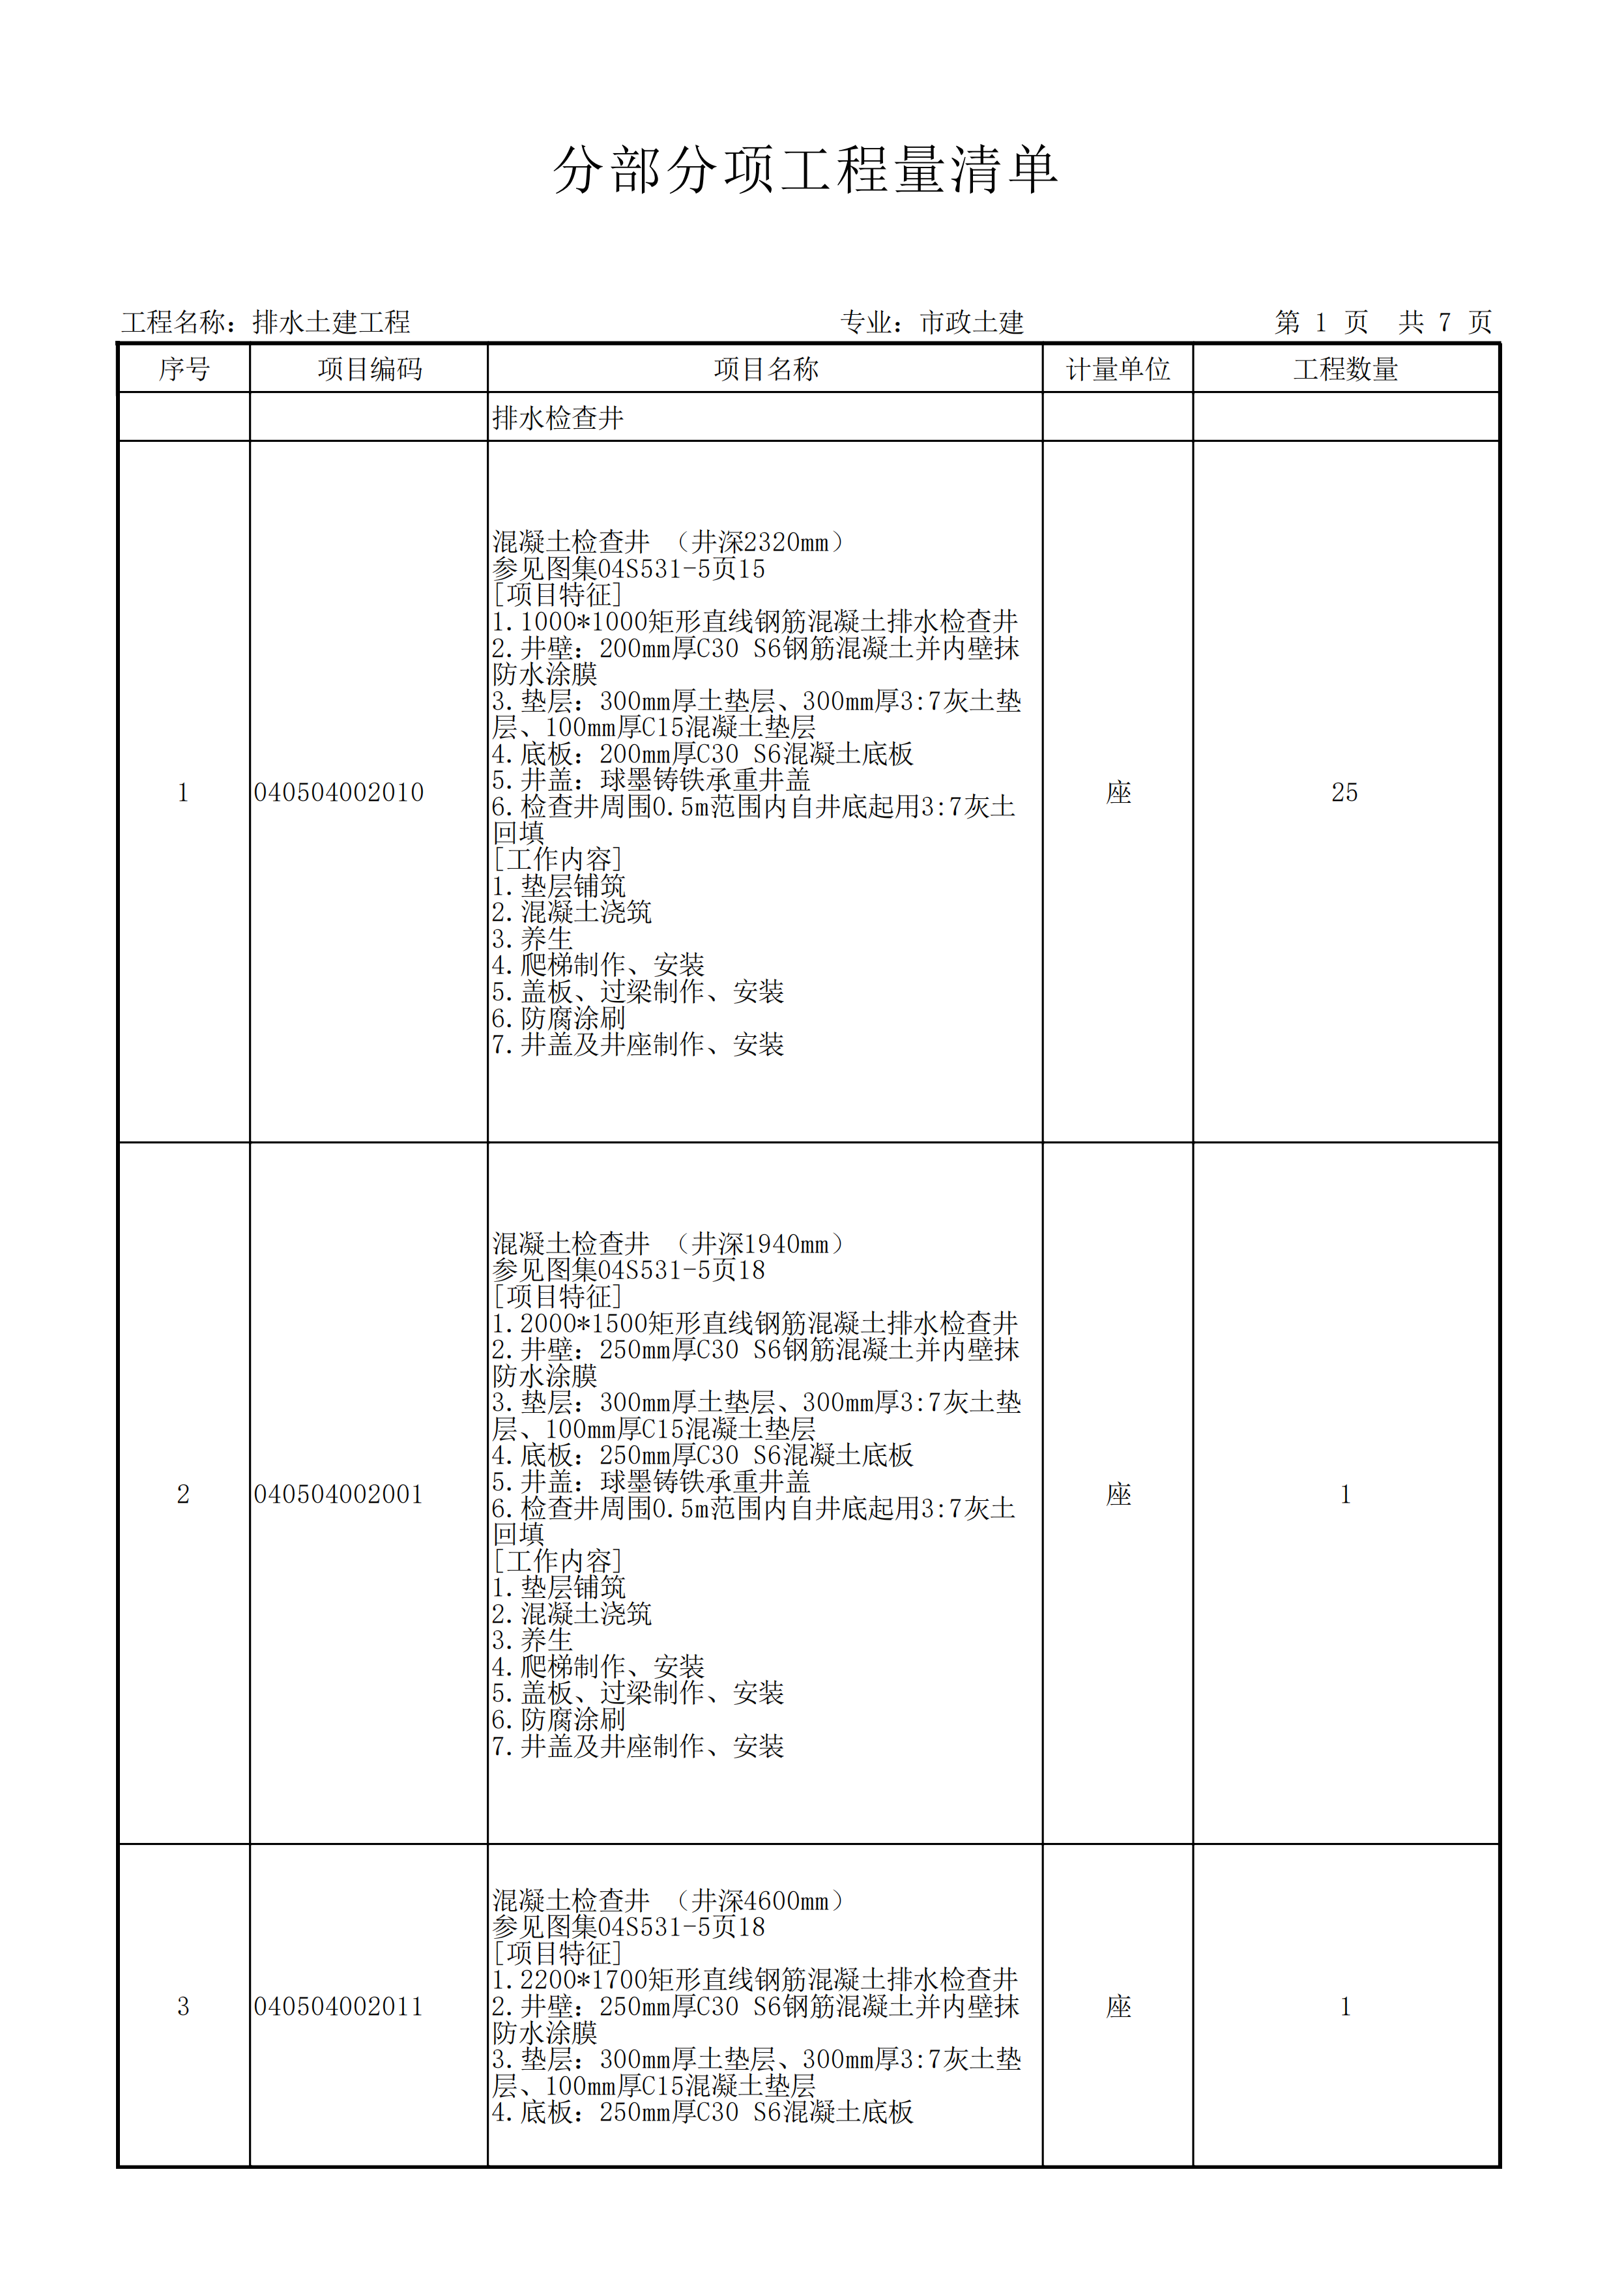 分部分项工程量清单
工程名称：排水土建工程 专业：市政土建 第 1 页 共 7 页
序号 项目编码 项目名称 计量单位 工程数量
排水检查井
混凝土检查井 （井深2320mm）
参见图集04S531-5页15
[项目特征]
1.1000*1000矩形直线钢筋混凝土排水检查井
2.井壁：200mm厚C30 S6钢筋混凝土并内壁抹
防水涂膜
3.垫层：300mm厚土垫层、300mm厚3:7灰土垫
层、100mm厚C15混凝土垫层
4.底板：200mm厚C30 S6混凝土底板
5.井盖：球墨铸铁承重井盖
1 040504002010 座 25
6.检查井周围0.5m范围内自井底起用3:7灰土
回填
[工作内容]
1.垫层铺筑
2.混凝土浇筑
3.养生
4.爬梯制作、安装
5.盖板、过梁制作、安装
6.防腐涂刷
7.井盖及井座制作、安装
混凝土检查井 （井深1940mm）
参见图集04S531-5页18
[项目特征]
1.2000*1500矩形直线钢筋混凝土排水检查井
2.井壁：250mm厚C30 S6钢筋混凝土并内壁抹
防水涂膜
3.垫层：300mm厚土垫层、300mm厚3:7灰土垫
层、100mm厚C15混凝土垫层
4.底板：250mm厚C30 S6混凝土底板
5.井盖：球墨铸铁承重井盖
2 040504002001 座 1
6.检查井周围0.5m范围内自井底起用3:7灰土
回填
[工作内容]
1.垫层铺筑
2.混凝土浇筑
3.养生
4.爬梯制作、安装
5.盖板、过梁制作、安装
6.防腐涂刷
7.井盖及井座制作、安装
混凝土检查井 （井深4600mm）
参见图集04S531-5页18
[项目特征]
1.2200*1700矩形直线钢筋混凝土排水检查井
3 040504002011 座 1
2.井壁：250mm厚C30 S6钢筋混凝土并内壁抹
防水涂膜
3.垫层：300mm厚土垫层、300mm厚3:7灰土垫
层、100mm厚C15混凝土垫层
4.底板：250mm厚C30 S6混凝土底板